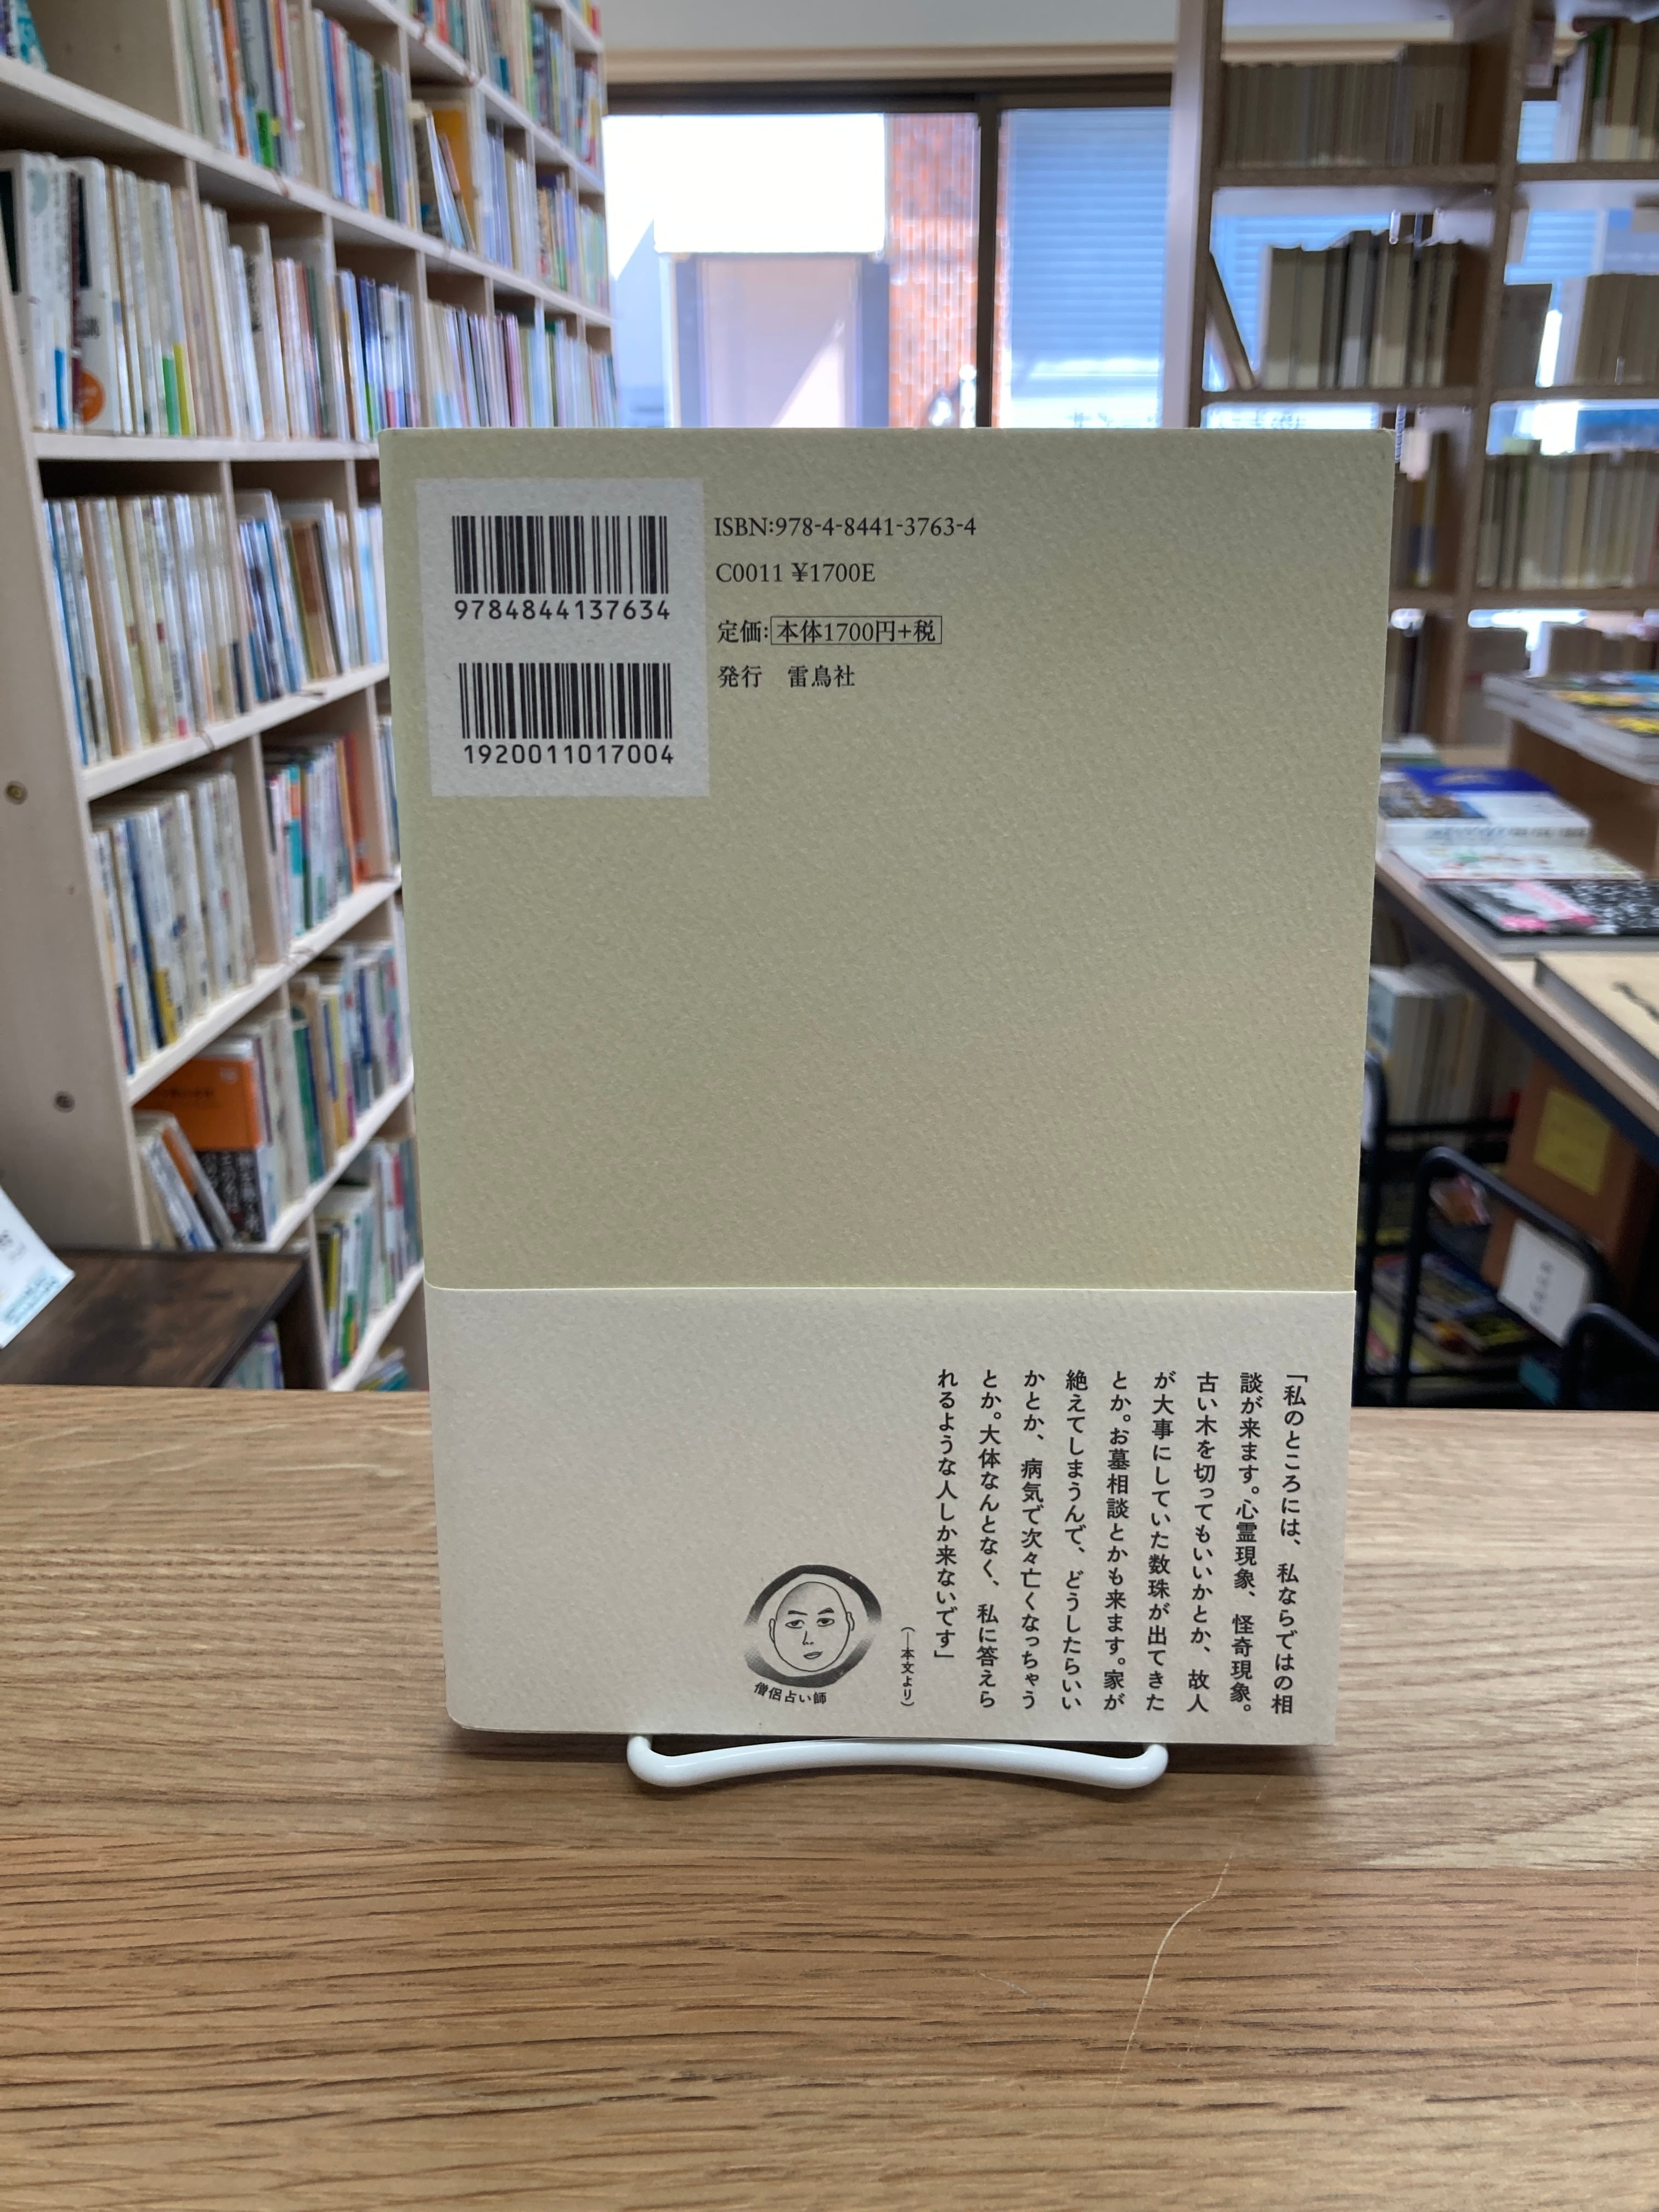 9784844137634
1920011017004
ISBN:978-4-8441-3763-4
C0011 ¥1700E
定価:本体1700円+税
発行　雷鳥社
「私のところには、私ならではの相
談が来ます。心霊現象、怪奇現象。
古い木を切ってもいいかとか、故人
が大事にしていた数珠が出てきた
とか。お墓相談とかも来ます。家が
絶えてしまうんで、どうしたらいい
かとか、病気で次々亡くなっちゃう
とか。大体なんとなく、私に答えら
れるような人しか来ないです」
（―本文より）
僧侶占い師